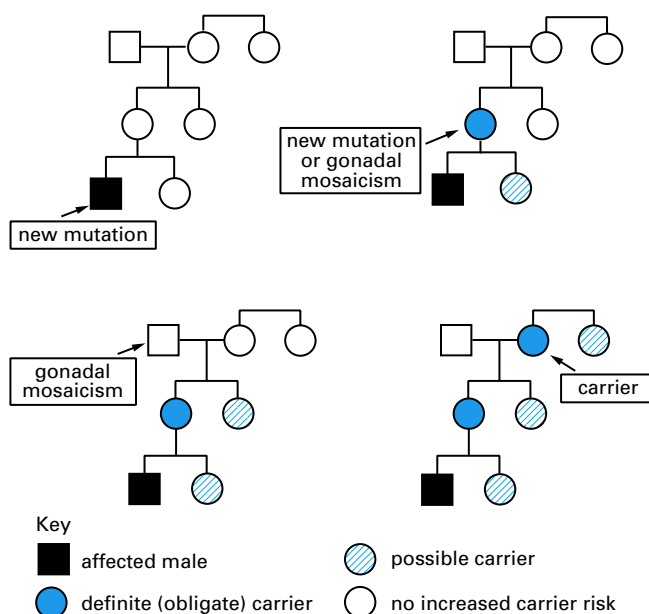 new mutation
new mutation
or gonadal
mosaicism
gonadal
mosaicism
carrier
Key
affected male
possible carrier
definite (obligate) carrier
no increased carrier risk